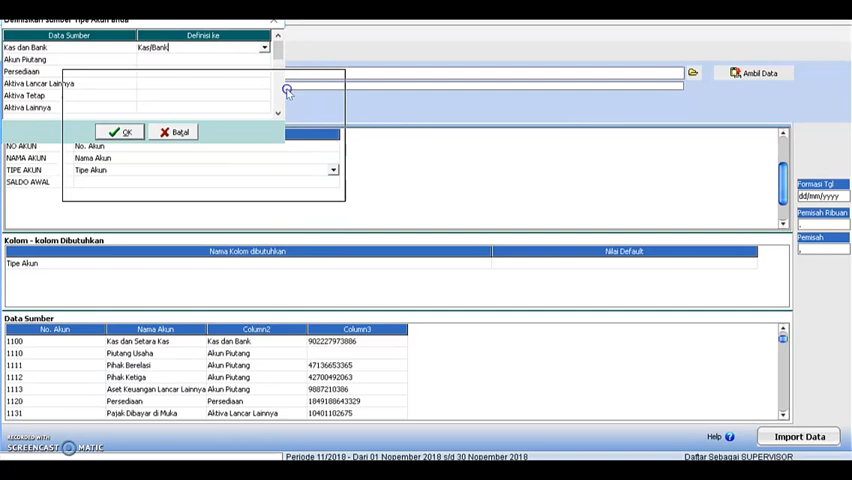 Definisikan sumber Tipe Akun anda
Data Sumber Definisi ke
Kas dan Bank Kas/Bank
Akun Piutang
Persediaan
Aktiva Lancar Lainnya
Aktiva Tetap
Aktiva Lainnya
OK Batal
Ambil Data
NO AKUN No. Akun
NAMA AKUN Nama Akun
TIPE AKUN Tipe Akun
SALDO AWAL
Formasi Tgl
dd/mm/yyyy
Pemisah Ribuan
.
Pemisah
,
Kolom - kolom Dibutuhkan
Nama Kolom dibutuhkan Nilai Default
Tipe Akun
Data Sumber
No. Akun Nama Akun Column2 Column3
1100 Kas dan Setara Kas Kas dan Bank 902227973886
1110 Piutang Usaha Akun Piutang
1111 Pihak Berelasi Akun Piutang 47136653365
1112 Pihak Ketiga Akun Piutang 42700492063
1113 Aset Keuangan Lancar Lainnya Akun Piutang 9887210386
1120 Persediaan Persediaan 1849188643329
1131 Pajak Dibayar di Muka Aktiva Lancar Lainnya 10401102675
Help ? Import Data
RECORDED WITH
SCREENCAST MATIC
Periode 11/2018 - Dari 01 Nopember 2018 s/d 30 Nopember 2018 Daftar Sebagai SUPERVISOR